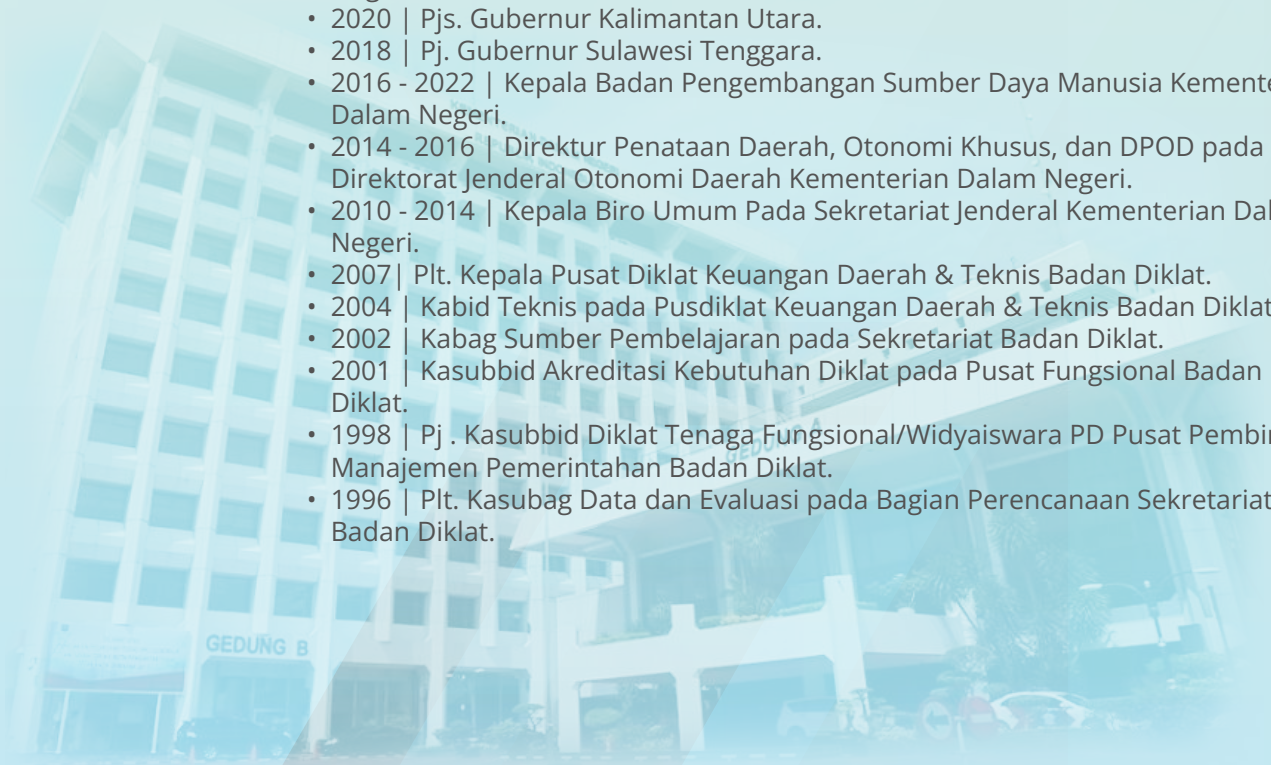 • 2020 | Pjs. Gubernur Kalimantan Utara.
• 2018 | Pj. Gubernur Sulawesi Tenggara.
• 2016 - 2022 | Kepala Badan Pengembangan Sumber Daya Manusia
Dalam Negeri.
• 2014 - 2016 | Direktur Penataan Daerah, Otonomi Khusus, dan DPOD pada
Direktorat Jenderal Otonomi Daerah Kementerian Dalam Negeri.
• 2010 - 2014 | Kepala Biro Umum Pada Sekretariat Jenderal Kementerian
Negeri.
• 2007| Plt. Kepala Pusat Diklat Keuangan Daerah & Teknis Badan Diklat.
• 2004 | Kabid Teknis pada Pusdiklat Keuangan Daerah & Teknis Badan Diklat
• 2002 | Kabag Sumber Pembelajaran pada Sekretariat Badan Diklat.
• 2001 | Kasubbid Akreditasi Kebutuhan Diklat pada Pusat Fungsional Badan
Diklat.
• 1998 | Pj . Kasubbid Diklat Tenaga Fungsional/Widyaiswara PD Pusat
Manajemen Pemerintahan Badan Diklat.
• 1996 | Plt. Kasubag Data dan Evaluasi pada Bagian Perencanaan Sekretariat
Badan Diklat.
GEDUNG A
GEDUNG B